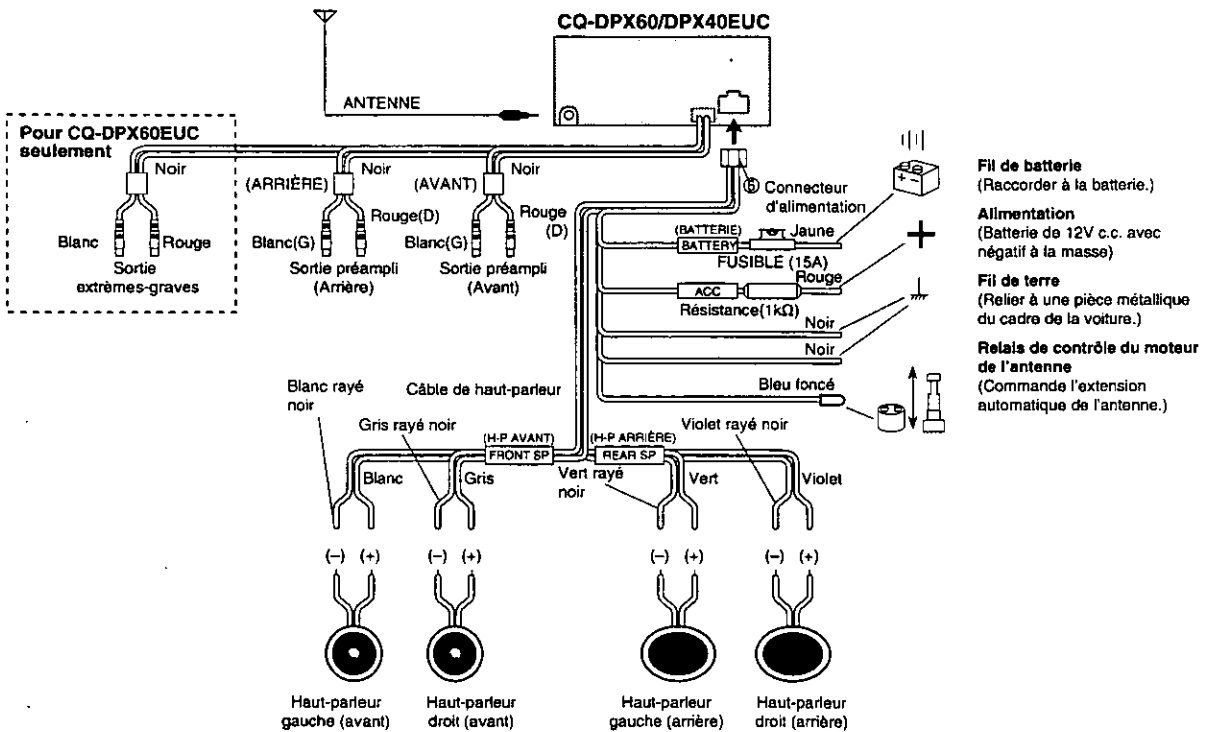 CQ-DPX60/DPX40EUC
ANTENNE
Pour CQ-DPX60EUC
seulement
Noir
Blanc
Rouge
Sortie
extrèmes-graves
(ARRIÈRE)
Noir
Rouge(D)
Blanc(G)
Sortie préampli
(Arrière)
(AVANT)
Noir
Rouge
(D)
Blanc(G)
Sortie préampli
(Avant)
⑥ Connecteur
d'alimentation
(BATTERIE)
BATTERY
Jaune
FUSIBLE (15A)
Rouge
ACC
Résistance(1kΩ)
Noir
Noir
Bleu foncé
+ −
Fil de batterie
(Raccorder à la batterie.)
Alimentation
(Batterie de 12V c.c. avec
négatif à la masse)
Fil de terre
(Relier à une pièce métallique
du cadre de la voiture.)
Relais de contrôle du moteur
de l'antenne
(Commande l'extension
automatique de l'antenne.)
Câble de haut-parleur
Blanc rayé
noir
Gris rayé noir
(H-P AVANT)
FRONT SP
(H-P ARRIÈRE)
REAR SP
Violet rayé noir
Blanc
Gris
Vert rayé
noir
Vert
Violet
(−) (+)
(−) (+)
(−) (+)
(−) (+)
Haut-parleur
gauche (avant)
Haut-parleur
droit (avant)
Haut-parleur
gauche (arrière)
Haut-parleur
droit (arrière)